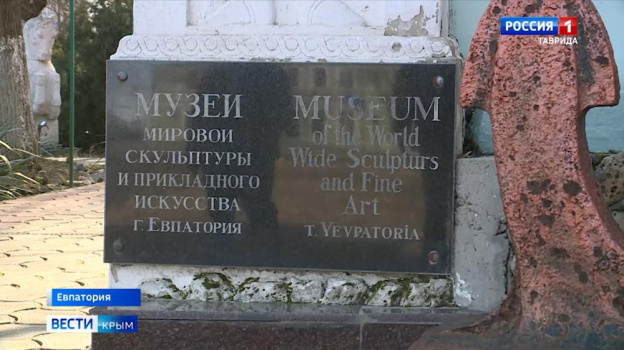 РОССИЯ 1
ТАВРИДА
МУЗЕИ
МИРОВОИ
СКУЛЬПТУРЫ
И ПРИКЛАДНОГО
ИСКУССТВА
Г. ЕВПАТОРИЯ
MUSEUM
of the World
Wide Sculpturs
and Fine
Art
T. YEVPATORIA
Евпатория
ВЕСТИ КРЫМ